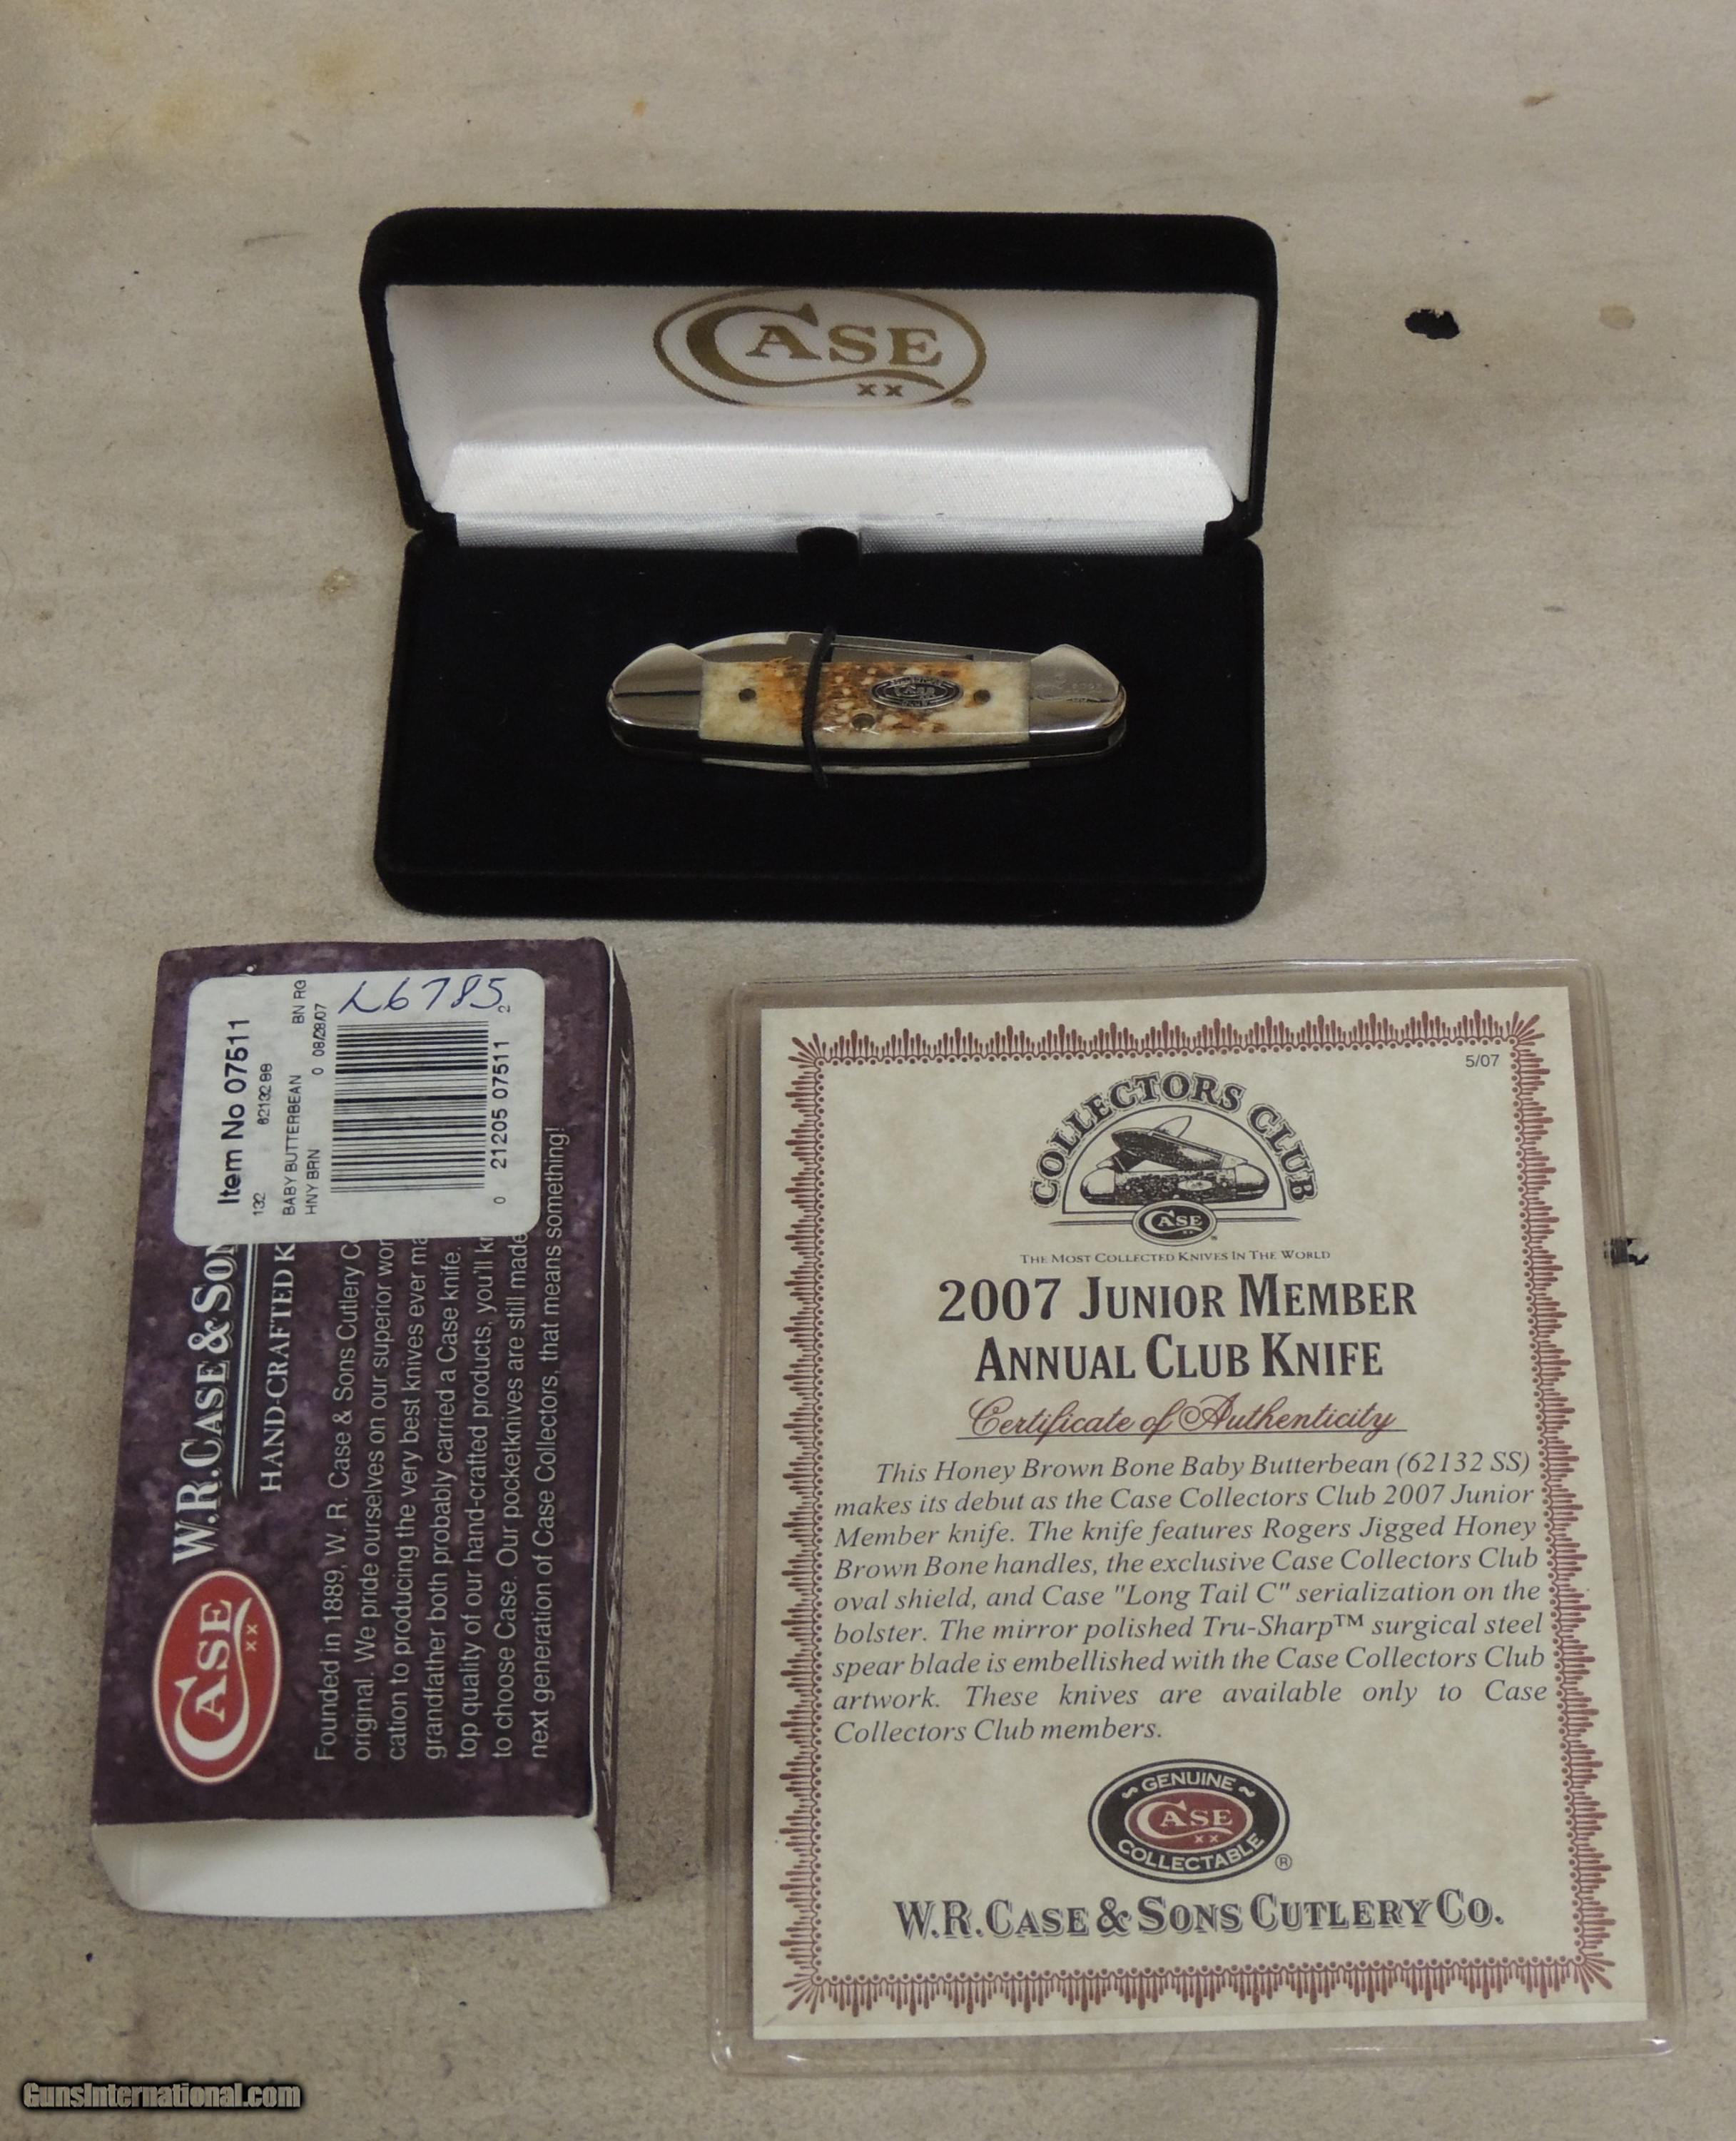 CASE
XX
Item No 07511
132
BABY BUTTERBEAN
BN RG
HNY BRN
0
08/28/07
L6785
0 21205 07511 2
W.R.CASE & SON
HAND-CRAFTED K
CASE
XX
Founded in 1889, W. R. Case & Sons Cutlery C
original. We pride ourselves on our superior wor
cation to producing the very best knives ever ma
grandfather both probably carried a Case knife.
top quality of our hand-crafted products, you'll kr
to choose Case. Our pocketknives are still made
next generation of Case Collectors, that means something!
5/07
COLLECTORS CLUB
CASE
XX
THE MOST COLLECTED KNIVES IN THE WORLD
2007 JUNIOR MEMBER
ANNUAL CLUB KNIFE
Certificate of Authenticity
This Honey Brown Bone Baby Butterbean (62132 SS)
makes its debut as the Case Collectors Club 2007 Junior
Member knife. The knife features Rogers Jigged Honey
Brown Bone handles, the exclusive Case Collectors Club
oval shield, and Case "Long Tail C" serialization on the
bolster. The mirror polished Tru-Sharp™ surgical steel
spear blade is embellished with the Case Collectors Club
artwork. These knives are available only to Case
Collectors Club members.
~ GENUINE ~
CASE
XX
COLLECTABLE
®
W.R.CASE & SONS CUTLERY CO.
GunsInternational.com